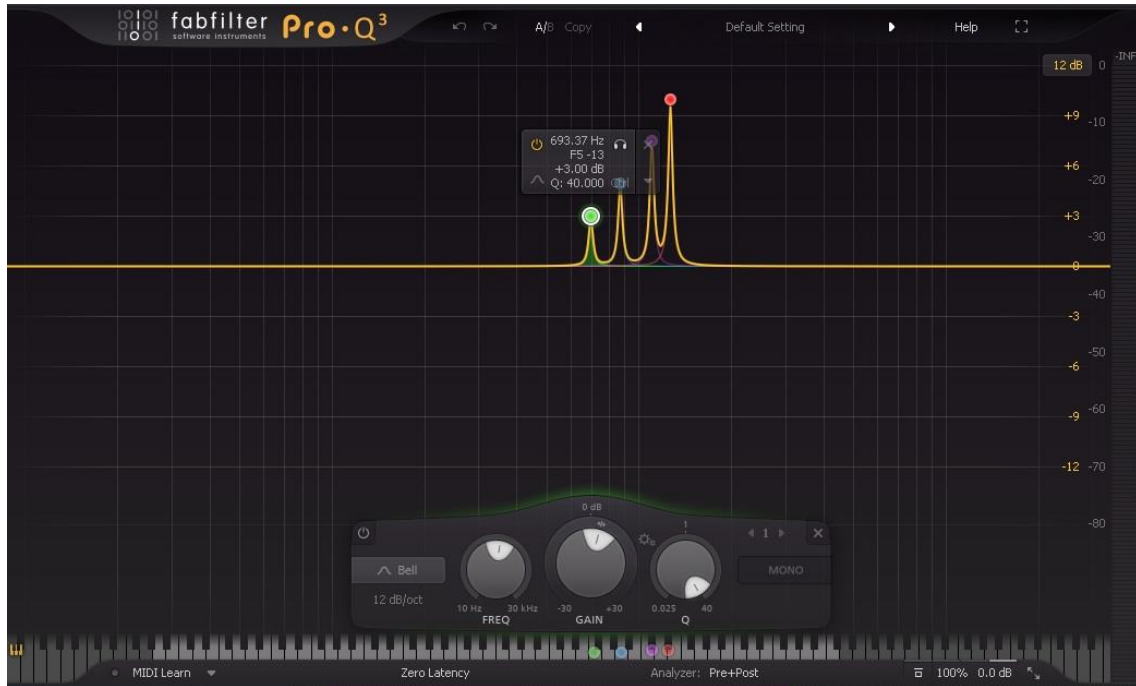 fabfilter
software instruments
Pro·Q³
A/B Copy
Default Setting
Help
-INF
12 dB 0
+9 -10
+6 -20
+3 -30
0
-3 -40
-50
-6
-9 -60
-12 -70
-80
693.37 Hz
F5 -13
+3.00 dB
Q: 40.000
0 dB
1
1
Bell
12 dB/oct
MONO
10 Hz 30 kHz
FREQ
-30 +30
GAIN
0.025 40
Q
MIDI Learn
Zero Latency
Analyzer: Pre+Post
100% 0.0 dB